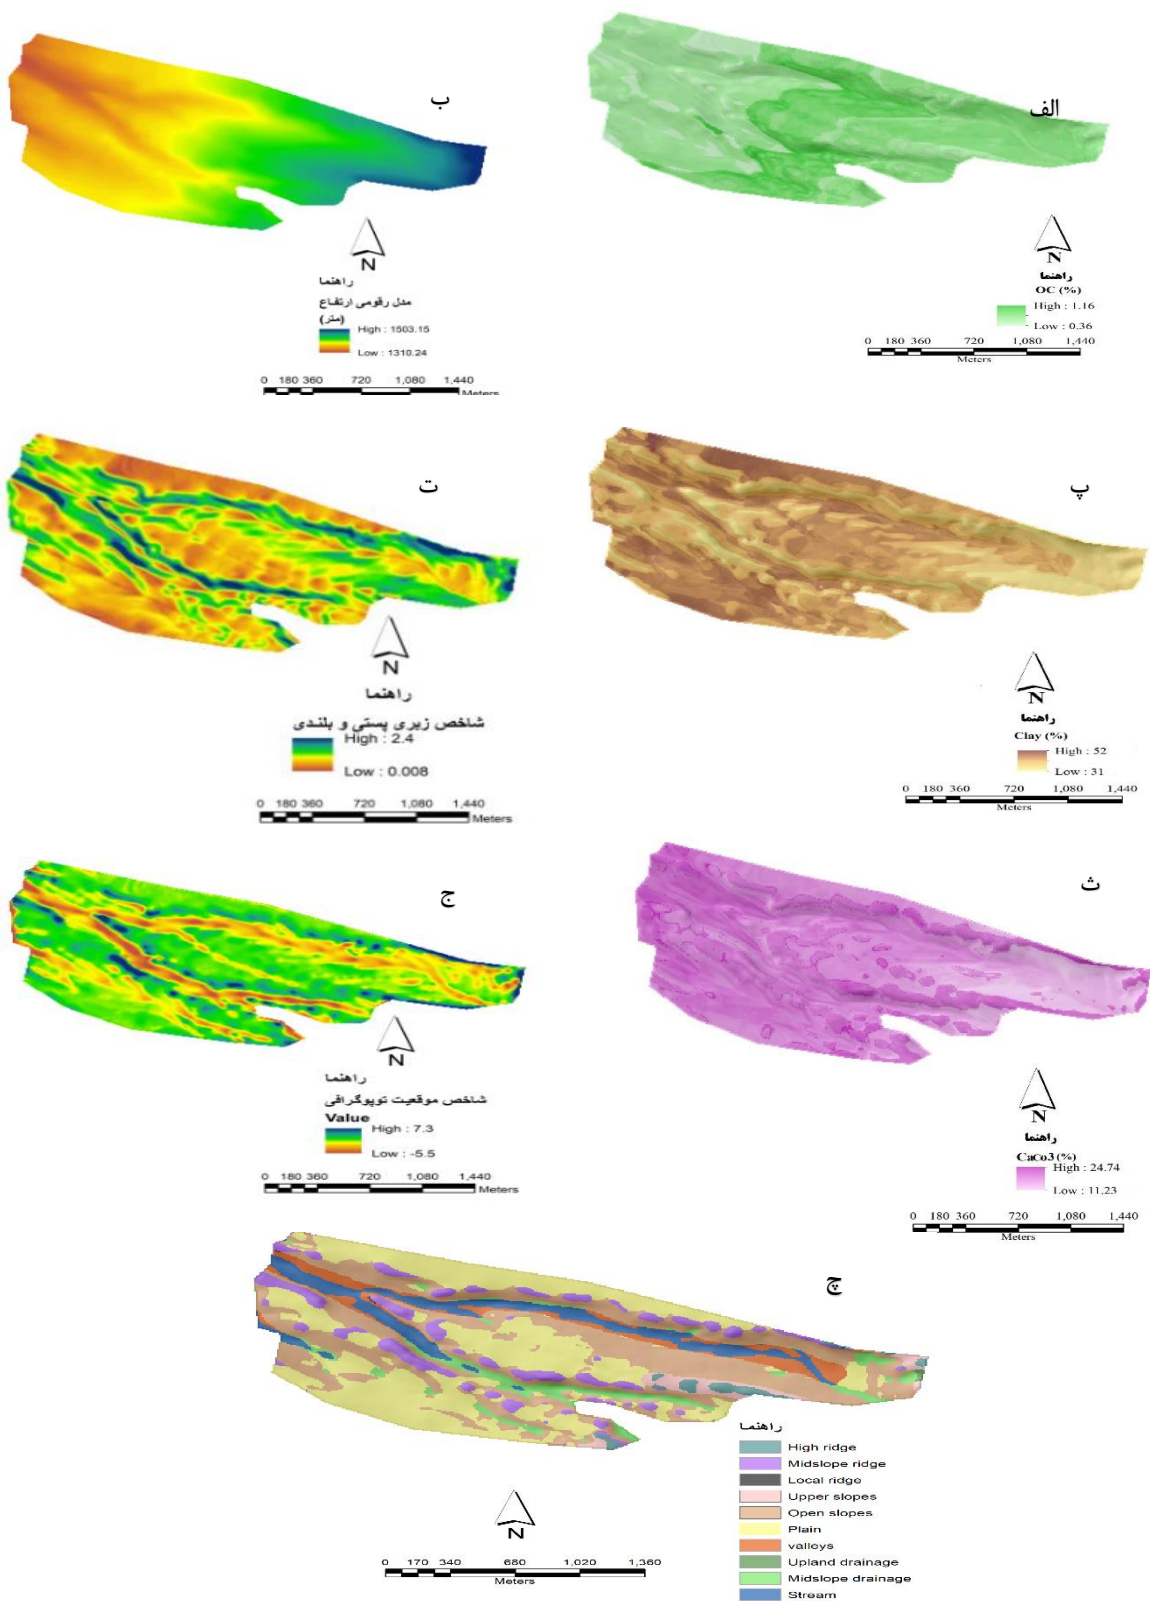 الف
N
راهنما
OC (%)
High : 1.16
Low : 0.36
0 180 360 720 1,080 1,440
Meters
ب
N
راهنما
مدل رقومی ارتفاع
(متر)
High : 1503.15
Low : 1310.24
0 180 360 720 1,080 1,440
Meters
پ
N
راهنما
Clay (%)
High : 52
Low : 31
0 180 360 720 1,080 1,440
Meters
ت
N
راهنما
شاخص زبری پستی و بلندی
High : 2.4
Low : 0.008
0 180 360 720 1,080 1,440
Meters
ث
N
راهنما
Caco3 (%)
High : 24.74
Low : 11.23
0 180 360 720 1,080 1,440
Meters
ج
N
راهنما
شاخص موقعیت توپوگرافی
Value
High : 7.3
Low : -5.5
0 180 360 720 1,080 1,440
Meters
چ
راهنما
High ridge
Midslope ridge
Local ridge
Upper slopes
Open slopes
Plain
valleys
Upland drainage
Midslope drainage
Stream
N
0 170 340 680 1,020 1,360
Meters